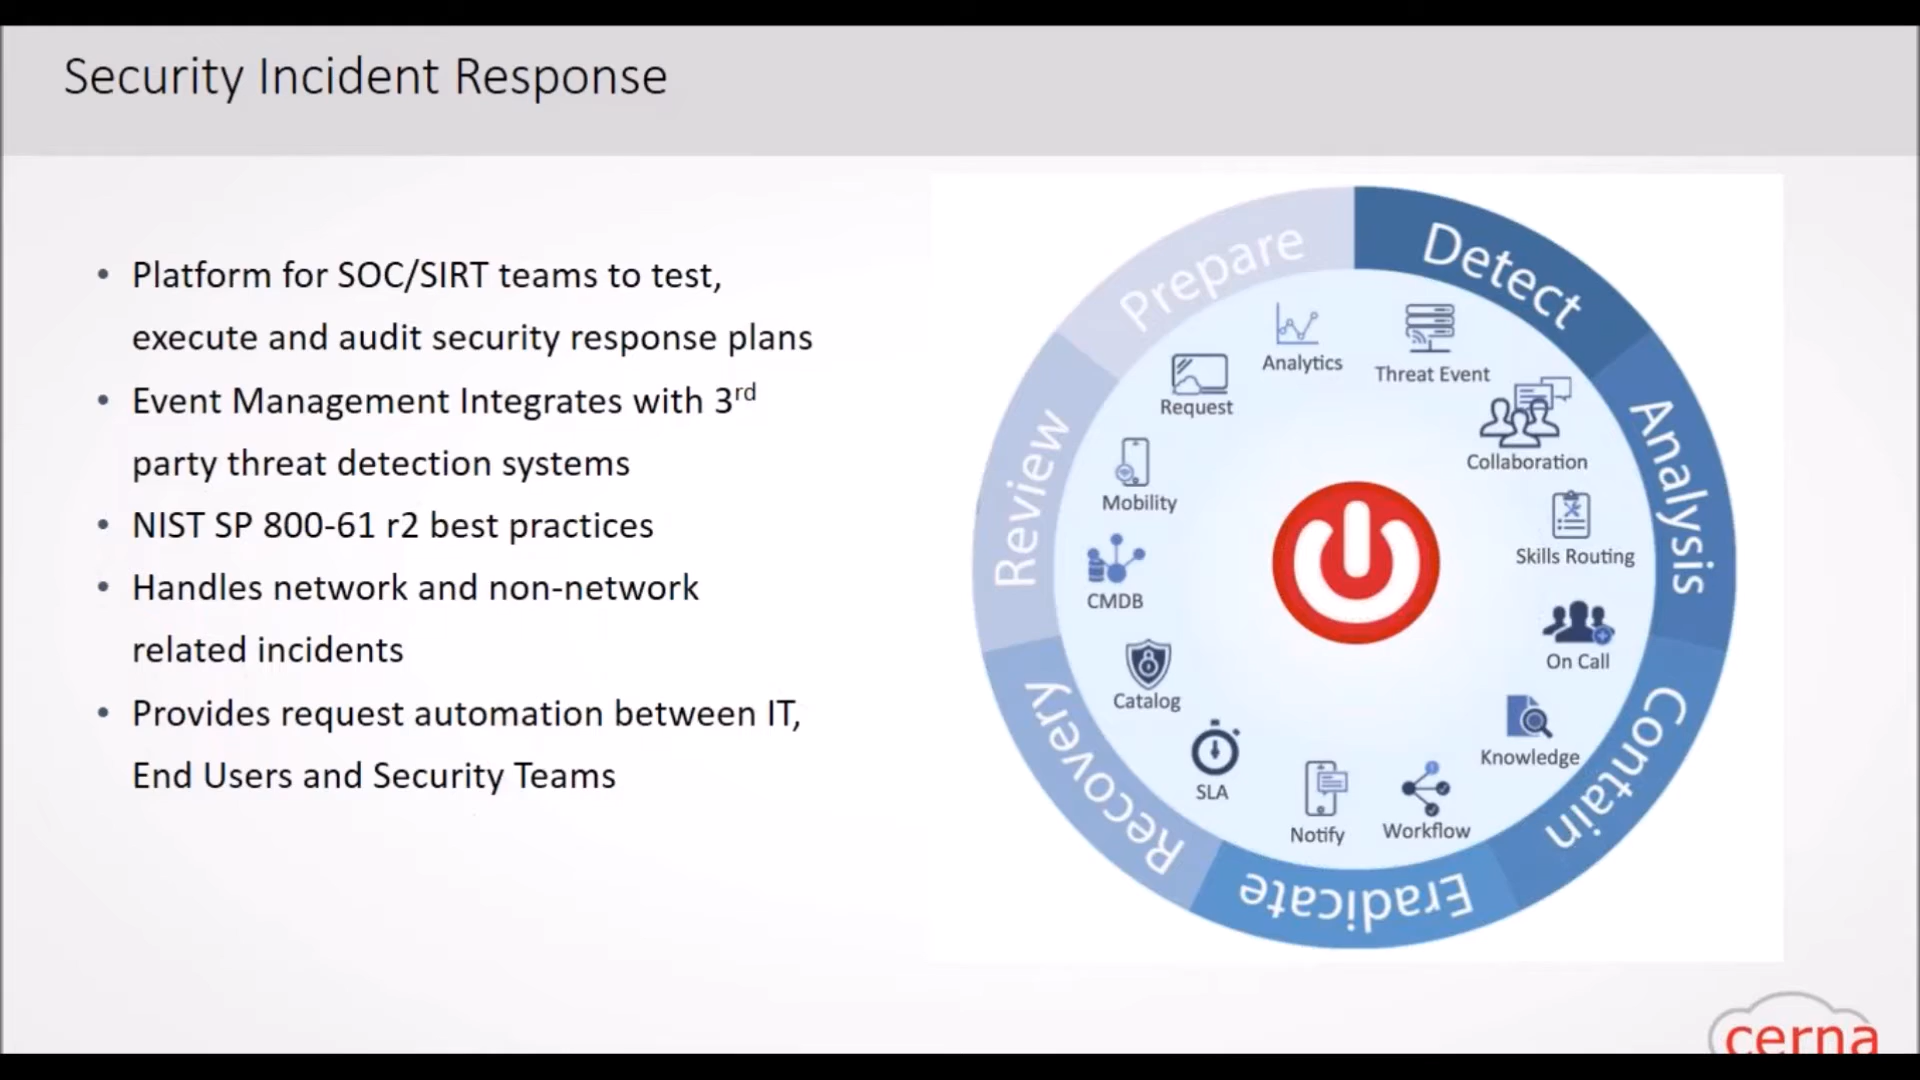 Security Incident Response
• Platform for SOC/SIRT teams to test,
execute and audit security response plans
• Event Management Integrates with 3rd
party threat detection systems
• NIST SP 800-61 r2 best practices
• Handles network and non-network
related incidents
• Provides request automation between IT,
End Users and Security Teams
Detect
Analysis
Contain
Eradicate
Recovery
Review
Prepare
Analytics
Threat Event
Collaboration
Skills Routing
On Call
Knowledge
Workflow
Notify
SLA
Catalog
CMDB
Mobility
Request
cerna